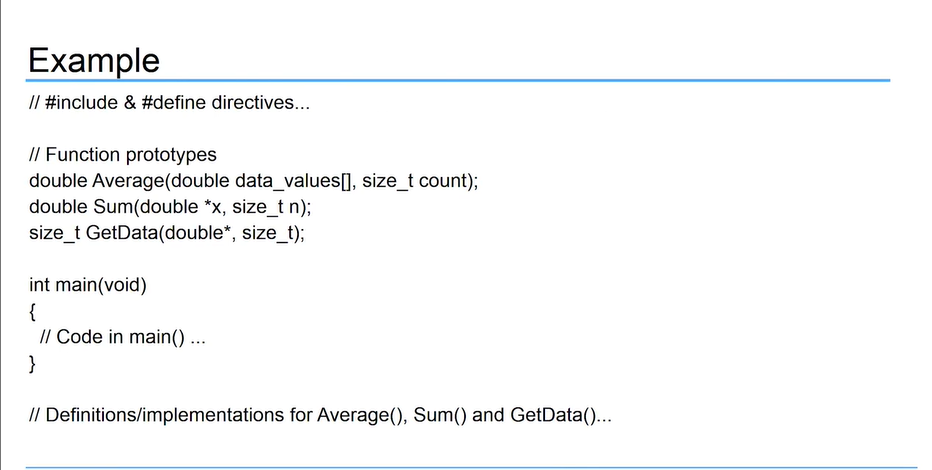 Example
// #include & #define directives...
// Function prototypes
double Average(double data_values[], size_t count);
double Sum(double *x, size_t n);
size_t GetData(double*, size_t);
int main(void)
{
// Code in main() ...
}
// Definitions/implementations for Average(), Sum() and GetData()...